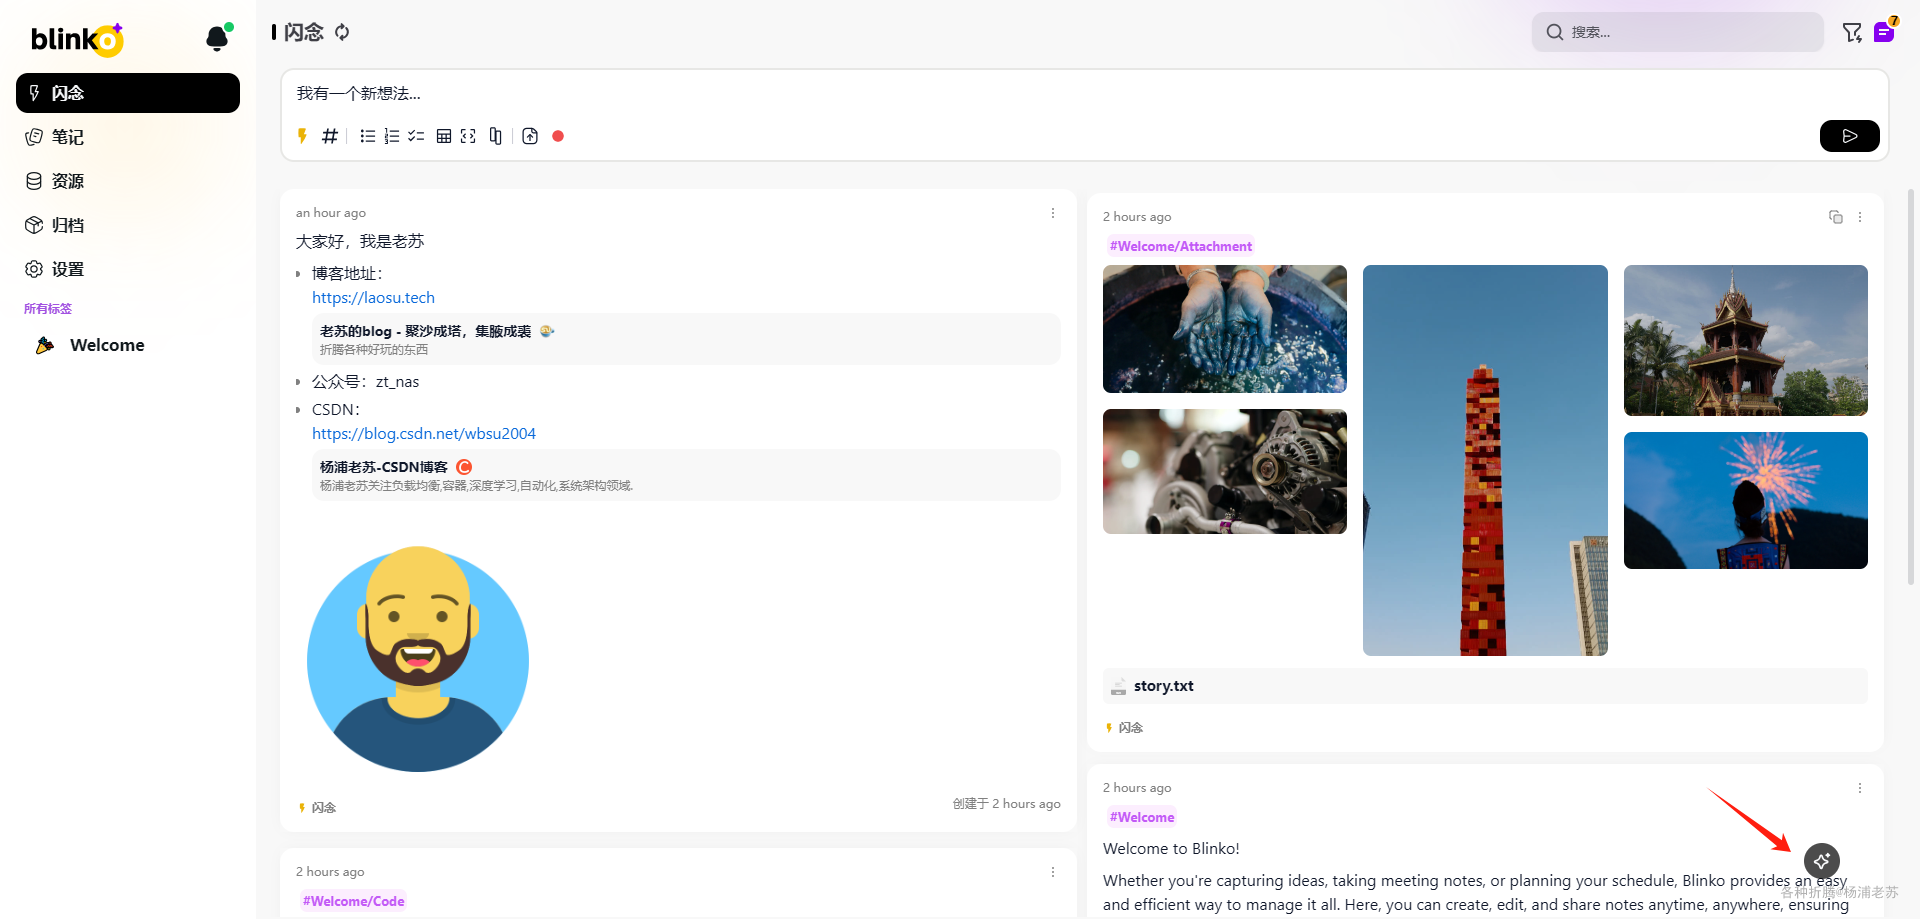 blinko
闪念
笔记
资源
归档
设置
所有标签
Welcome
闪念
搜索...
7
我有一个新想法...
an hour ago
大家好，我是老苏
博客地址：
https://laosu.tech
老苏的blog - 聚沙成塔，集腋成裘
折腾各种好玩的东西
公众号：zt_nas
CSDN：
https://blog.csdn.net/wbsu2004
杨浦老苏-CSDN博客
杨浦老苏关注负载均衡,容器,深度学习,自动化,系统架构领域.
闪念
创建于 2 hours ago
2 hours ago
#Welcome/Code
2 hours ago
#Welcome/Attachment
story.txt
闪念
2 hours ago
#Welcome
Welcome to Blinko!
Whether you're capturing ideas, taking meeting notes, or planning your schedule, Blinko provides an easy
and efficient way to manage it all. Here, you can create, edit, and share notes anytime, anywhere, ensuring
各种折腾@杨浦老苏